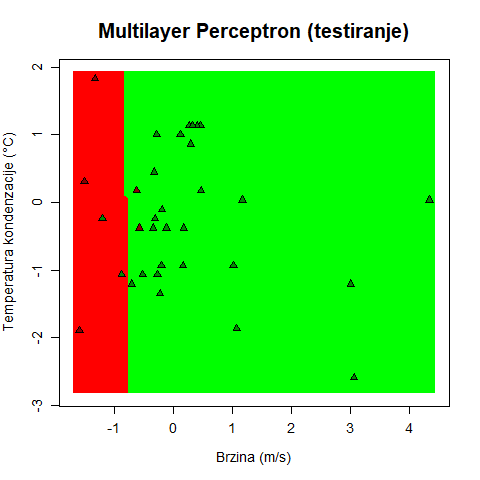 Multilayer Perceptron (testiranje)
Temperatura kondenzacije (°C)
2
1
0
-1
-2
-3
-1 0 1 2 3 4
Brzina (m/s)